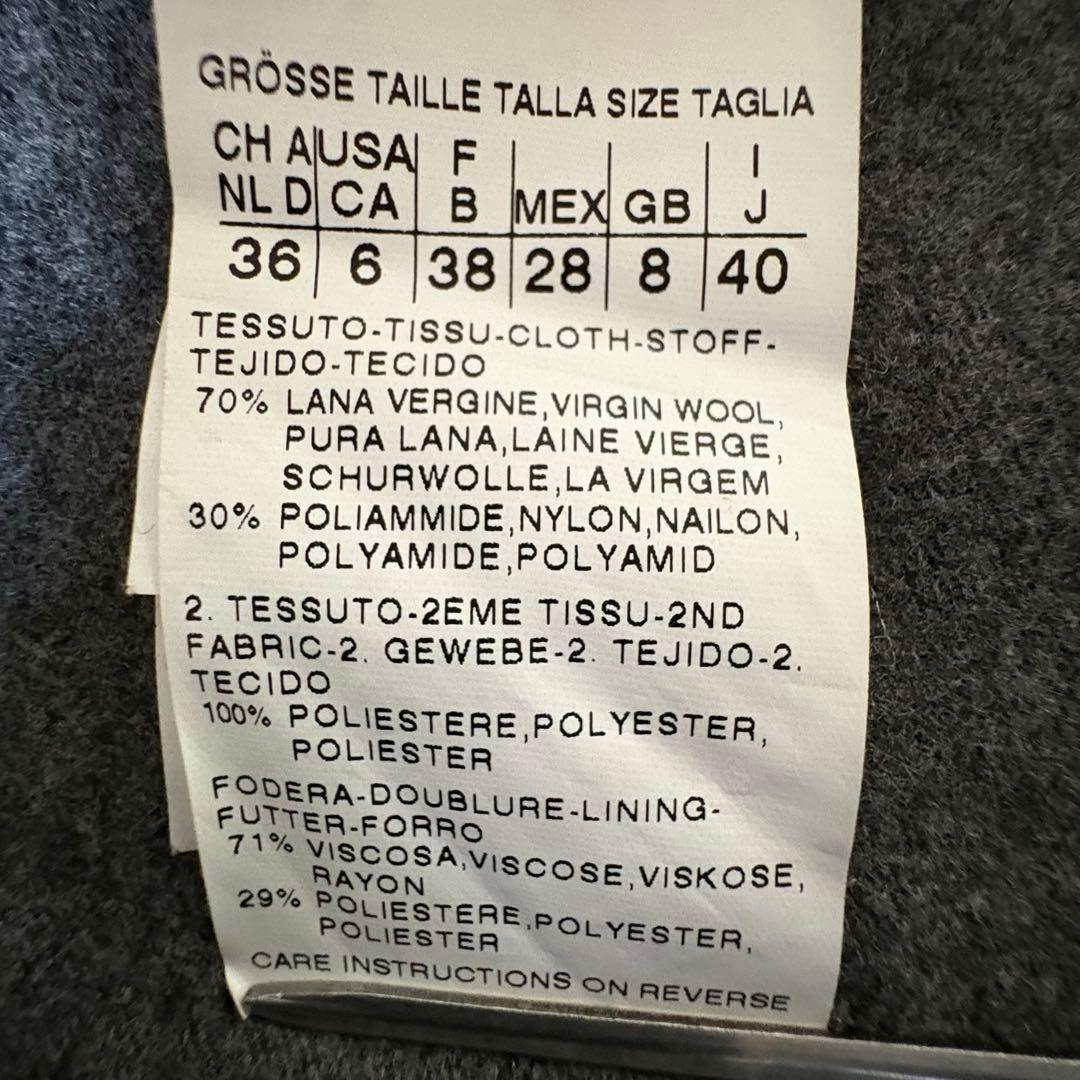 GRÖSSE TAILLE TALLA SIZE TAGLIA
CH A USA F I
NL D CA B MEX GB J
36 6 38 28 8 40
TESSUTO-TISSU-CLOTH-STOFF-
TEJIDO-TECIDO
70% LANA VERGINE,VIRGIN WOOL,
PURA LANA,LAINE VIERGE,
SCHURWOLLE,LA VIRGEM
30% POLIAMMIDE,NYLON,NAILON,
POLYAMIDE,POLYAMID
2. TESSUTO-2EME TISSU-2ND
FABRIC-2. GEWEBE-2. TEJIDO-2.
TECIDO
100% POLIESTERE,POLYESTER,
POLIESTER
FODERA-DOUBLURE-LINING-
FUTTER-FORRO
71% VISCOSA,VISCOSE,VISKOSE,
RAYON
29% POLIESTERE,POLYESTER,
POLIESTER
CARE INSTRUCTIONS ON REVERSE